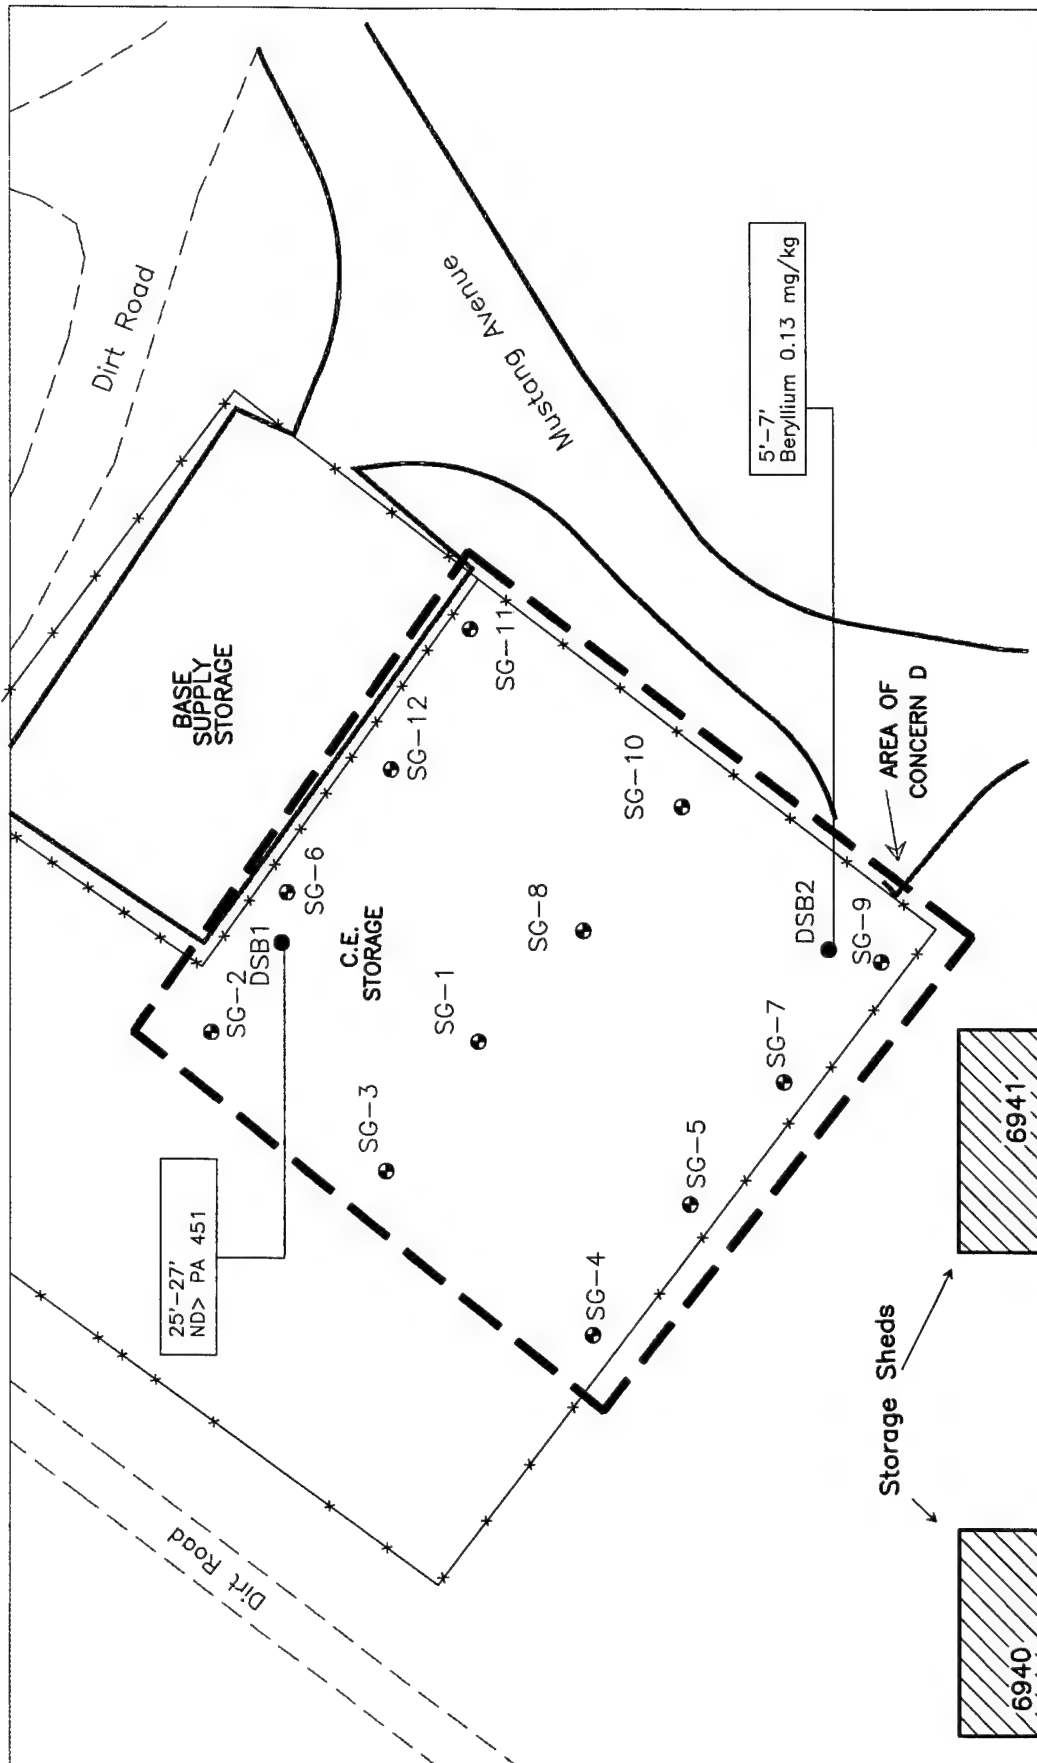 Dirt Road
Mustang Avenue
BASE
SUPPLY
STORAGE
5'-7'
Beryllium 0.13 mg/kg
SG-11
SG-12
SG-10
AREA OF
CONCERN D
SG-6
C.E.
STORAGE
SG-8
DSB2
SG-9
SG-2
DSB1
SG-1
SG-7
SG-3
SG-5
25'-27'
ND> PA 451
SG-4
6941
Storage Sheds
Dirt Road
6940